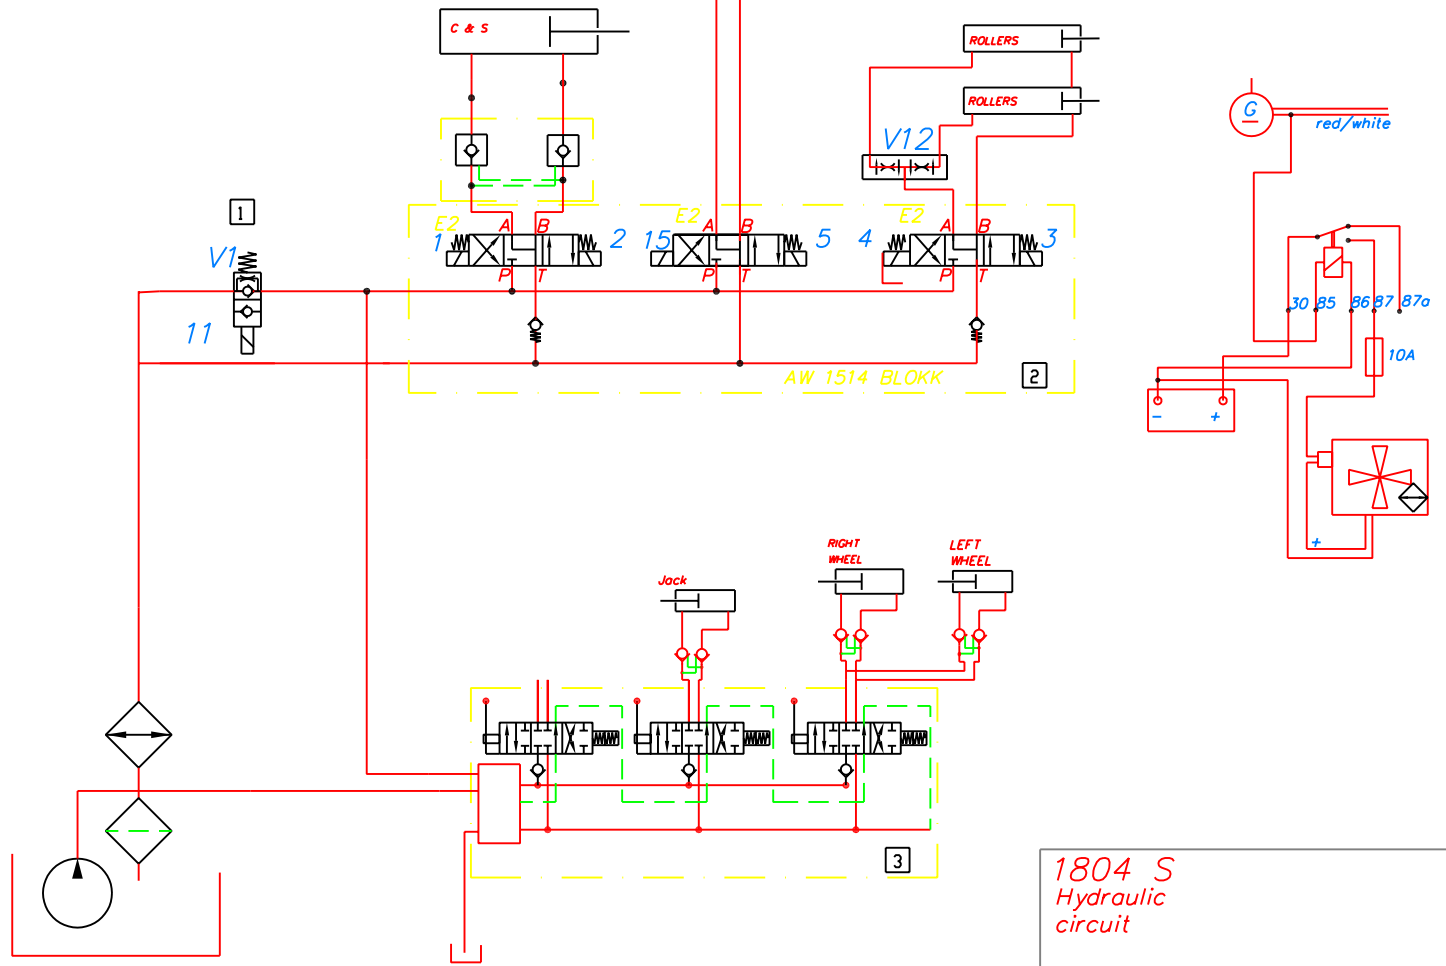 C & S
ROLLERS
ROLLERS
G
red/white
V12
1
E2
E2
E2
A
B
A
B
A
B
1
2
15
5
4
3
V1
P
T
P
T
P
T
11
30
85
86
87
87a
10A
AW 1514 BLOKK
2
-
+
+
RIGHT
WHEEL
LEFT
WHEEL
Jack
3
1804 S
Hydraulic
circuit